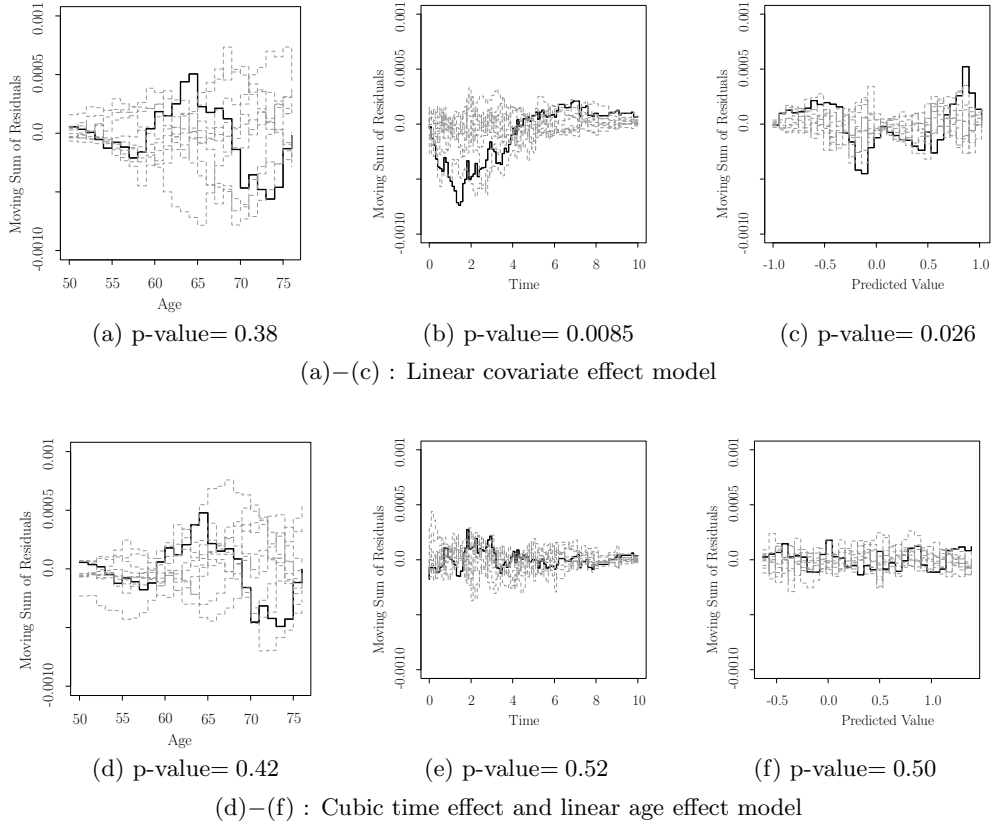 0.001
0.0005
0.0
-0.0010
Moving Sum of Residuals
50 55 60 65 70 75
Age
(a) p-value= 0.38
0.001
0.0005
0.0
-0.0010
Moving Sum of Residuals
0 2 4 6 8 10
Time
(b) p-value= 0.0085
0.001
0.0005
0.0
-0.0010
Moving Sum of Residuals
-1.0 -0.5 0.0 0.5 1.0
Predicted Value
(c) p-value= 0.026
(a)−(c) : Linear covariate effect model
0.001
0.0005
0.0
-0.0010
Moving Sum of Residuals
50 55 60 65 70 75
Age
(d) p-value= 0.42
0.001
0.0005
0.0
-0.0010
Moving Sum of Residuals
0 2 4 6 8 10
Time
(e) p-value= 0.52
0.001
0.0005
0.0
-0.0010
Moving Sum of Residuals
-0.5 0.0 0.5 1.0
Predicted Value
(f) p-value= 0.50
(d)−(f) : Cubic time effect and linear age effect model